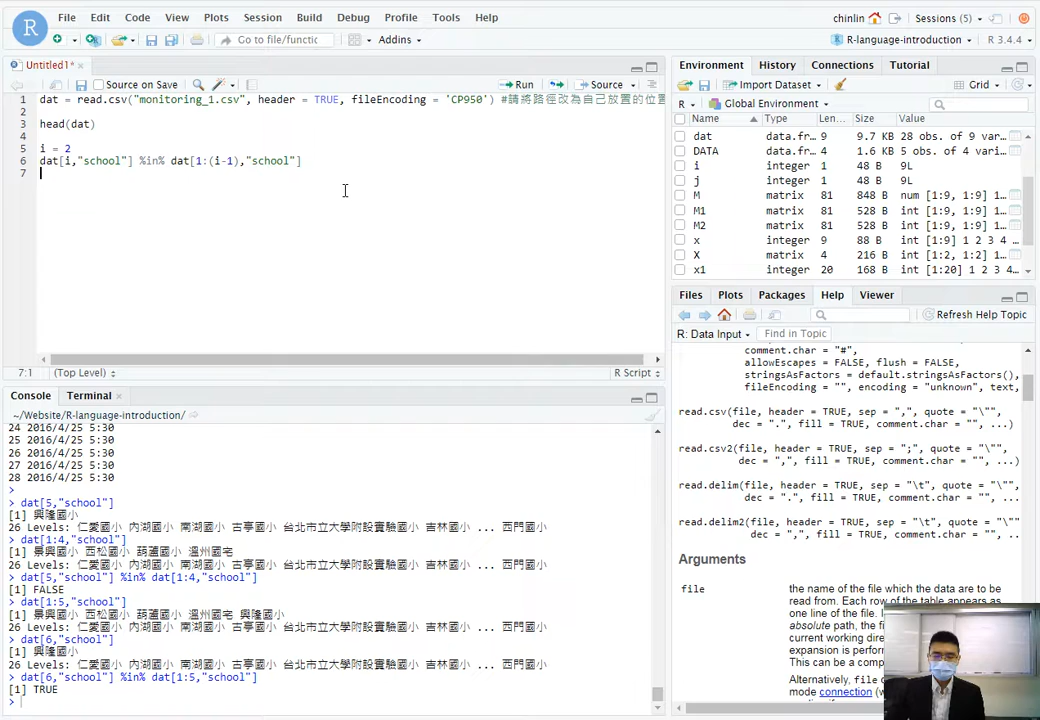 File Edit Code View Plots Session Build Debug Profile Tools Help
chinlin Sessions (5)
Go to file/functic Addins
R-language-introduction R 3.4.4
Untitled1*
Source on Save Run Source
1 dat = read.csv("monitoring_1.csv", header = TRUE, fileEncoding = 'CP950') #請將路徑改為自己放置的位置
2
3 head(dat)
4
5 i = 2
6 dat[i,"school"] %in% dat[1:(i-1),"school"]
7
7:1 (Top Level) R Script
Console Terminal
~/Website/R-language-introduction/
24 2016/4/25 5:30
25 2016/4/25 5:30
26 2016/4/25 5:30
27 2016/4/25 5:30
28 2016/4/25 5:30
>
> dat[5,"school"]
[1] 興隆國小
26 Levels: 仁愛國小 內湖國小 南湖國小 古亭國小 台北市立大學附設實驗國小 吉林國小 ... 西門國小
> dat[1:4,"school"]
[1] 景興國小 西松國小 葫蘆國小 溫州國宅
26 Levels: 仁愛國小 內湖國小 南湖國小 古亭國小 台北市立大學附設實驗國小 吉林國小 ... 西門國小
> dat[5,"school"] %in% dat[1:4,"school"]
[1] FALSE
> dat[1:5,"school"]
[1] 景興國小 西松國小 葫蘆國小 溫州國宅 興隆國小
26 Levels: 仁愛國小 內湖國小 南湖國小 古亭國小 台北市立大學附設實驗國小 吉林國小 ... 西門國小
> dat[6,"school"]
[1] 興隆國小
26 Levels: 仁愛國小 內湖國小 南湖國小 古亭國小 台北市立大學附設實驗國小 吉林國小 ... 西門國小
> dat[6,"school"] %in% dat[1:5,"school"]
[1] TRUE
>
Environment History Connections Tutorial
Import Dataset Grid
R Global Environment
Name Type Len... Size Value
dat data.fr... 9 9.7 KB 28 obs. of 9 var...
DATA data.fr... 4 1.6 KB 5 obs. of 4 vari...
i integer 1 48 B 9L
j integer 1 48 B 9L
M matrix 81 848 B num [1:9, 1:9] 1...
M1 matrix 81 528 B int [1:9, 1:9] 1...
M2 matrix 81 528 B int [1:9, 1:9] 1...
x integer 9 88 B int [1:9] 1 2 3 4 ...
X matrix 4 216 B int [1:2, 1:2] 1...
x1 integer 20 168 B int [1:20] 1 2 3 4...
Files Plots Packages Help Viewer
Refresh Help Topic
R: Data Input Find in Topic
comment.char = "#",
allowEscapes = FALSE, flush = FALSE,
stringsAsFactors = default.stringsAsFactors(),
fileEncoding = "", encoding = "unknown", text,
read.csv(file, header = TRUE, sep = ",", quote = "\"",
dec = ".", fill = TRUE, comment.char = "", ...)
read.csv2(file, header = TRUE, sep = ";", quote = "\"",
dec = ",", fill = TRUE, comment.char = "", ...)
read.delim(file, header = TRUE, sep = "\t", quote = "\"",
dec = ".", fill = TRUE, comment.char = "", ...)
read.delim2(file, header = TRUE, sep = "\t", quote = "\"",
dec = ",", fill = TRUE, comment.char = "", ..
Arguments
file the name of the file which the data are to be
read from. Each row of the table appears as
one line of the file.
absolute path, the fi
current working dire
expansion is perforn
This can be a comp
Alternatively, file c
mode connection (w